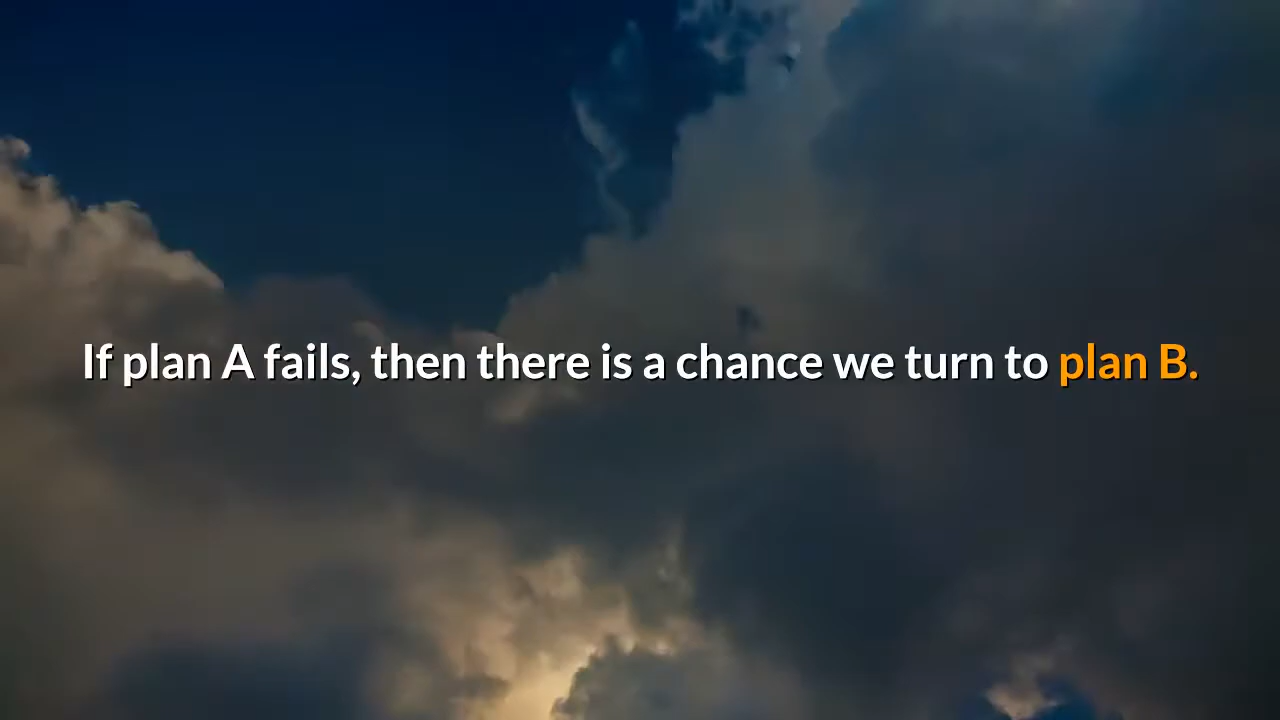 If plan A fails, then there is a chance we turn to plan B.